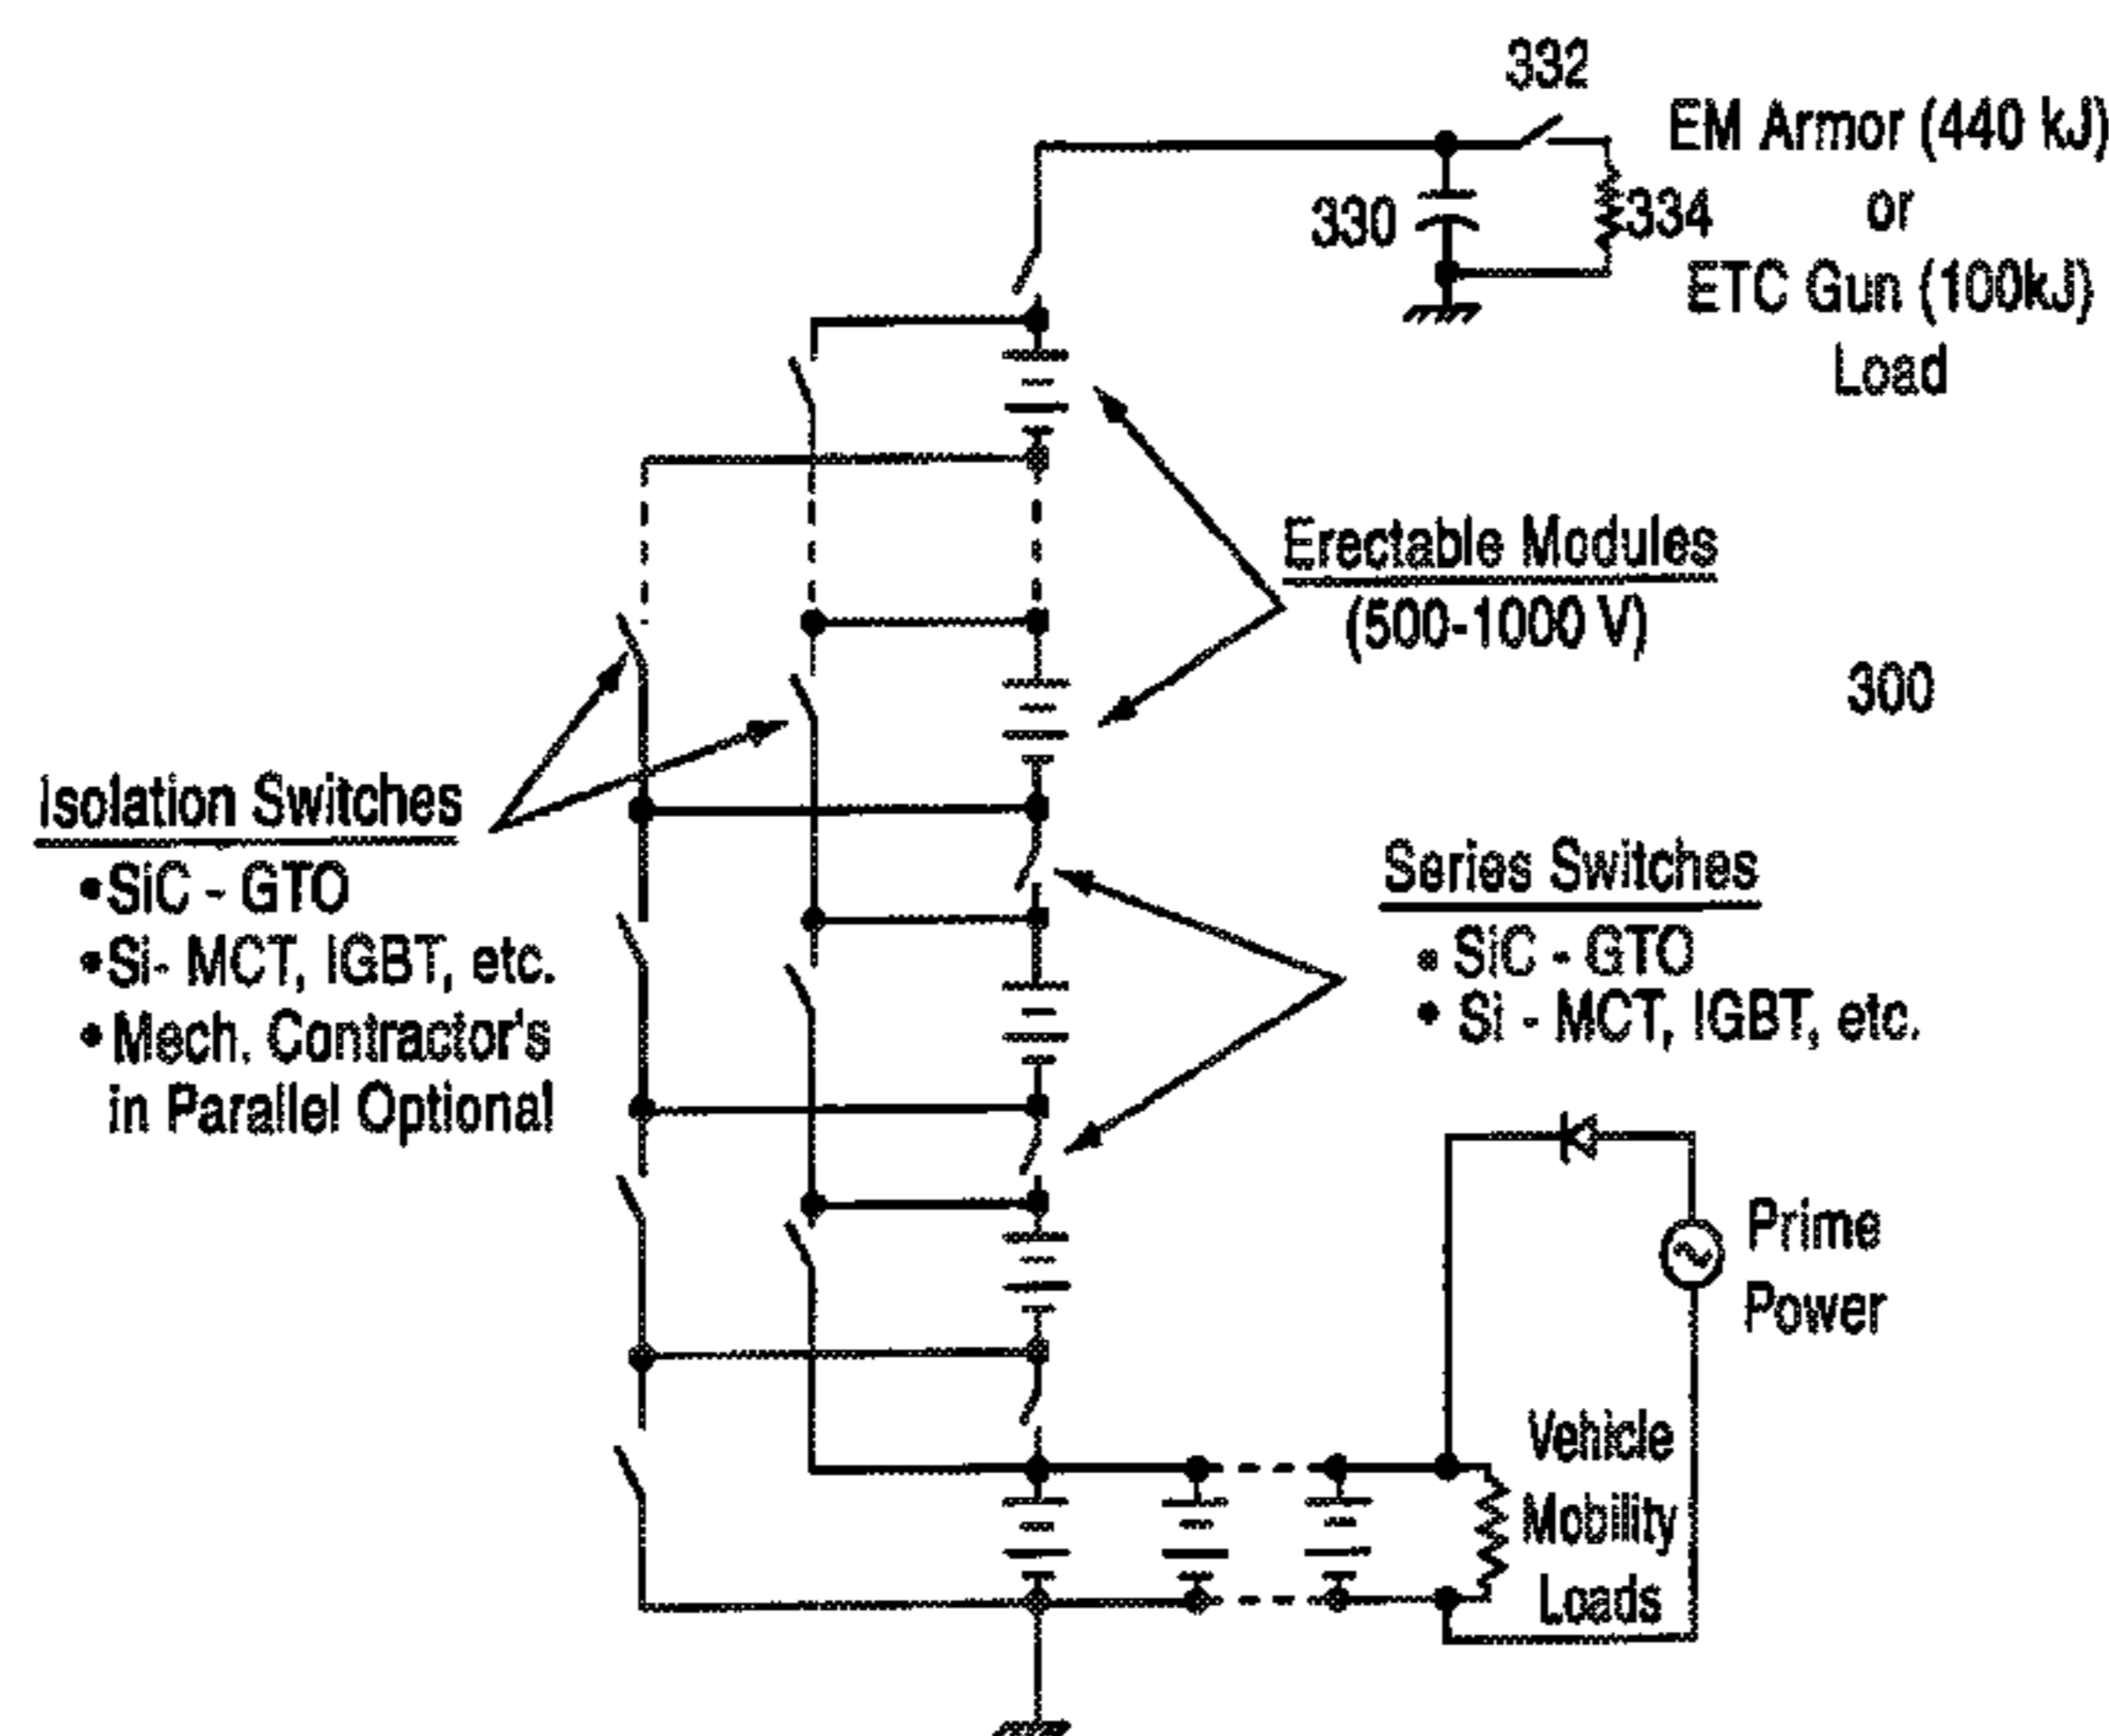 332
EM Armor (440 kJ)
330
334
or
ETC Gun (100kJ)
Load
Erectable Modules
(500-1000 V)
300
Isolation Switches
•SiC - GTO
•Si- MCT, IGBT, etc.
•Mech. Contractor's
in Parallel Optional
Series Switches
• SiC - GTO
• Si - MCT, IGBT, etc.
Prime
Power
Vehicle
Mobility
Loads